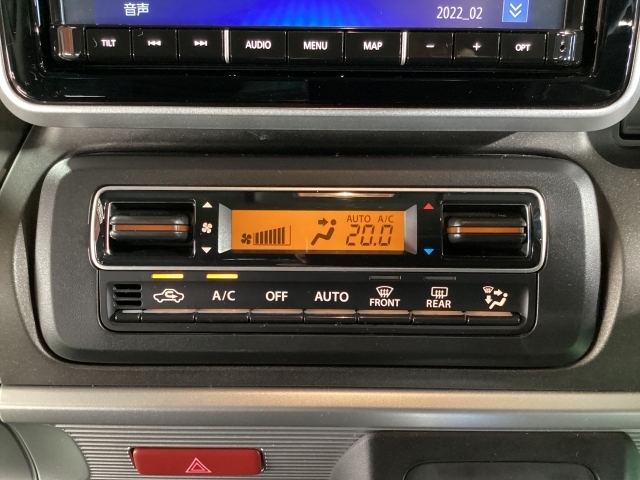 音声 2022_02
TILT AUDIO MENU MAP − + OPT
AUTO A/C
20.0
A/C OFF AUTO FRONT REAR